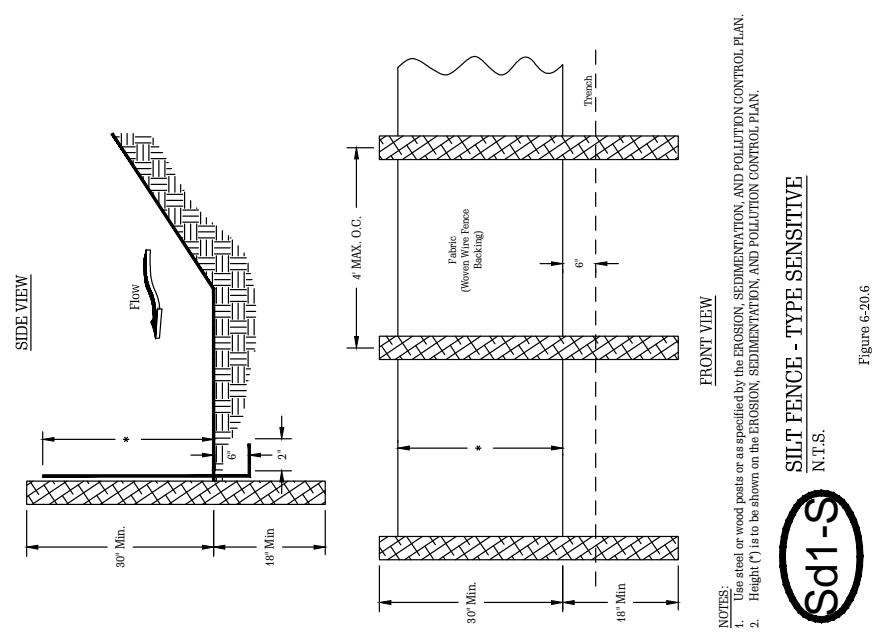 SIDE VIEW
Flow
*
6"
2"
30" Min.
18" Min
4' MAX. O.C.
Fabric
(Woven Wire Fence
Backing)
Trench
6"
*
30" Min.
18" Min
FRONT VIEW
NOTES:
1. Use steel or wood posts or as specified by the EROSION, SEDIMENTATION, AND POLLUTION CONTROL PLAN.
2. Height (*) is to be shown on the EROSION, SEDIMENTATION, AND POLLUTION CONTROL PLAN.
Sd1-S
SILT FENCE - TYPE SENSITIVE
N.T.S.
Figure 6-20.6